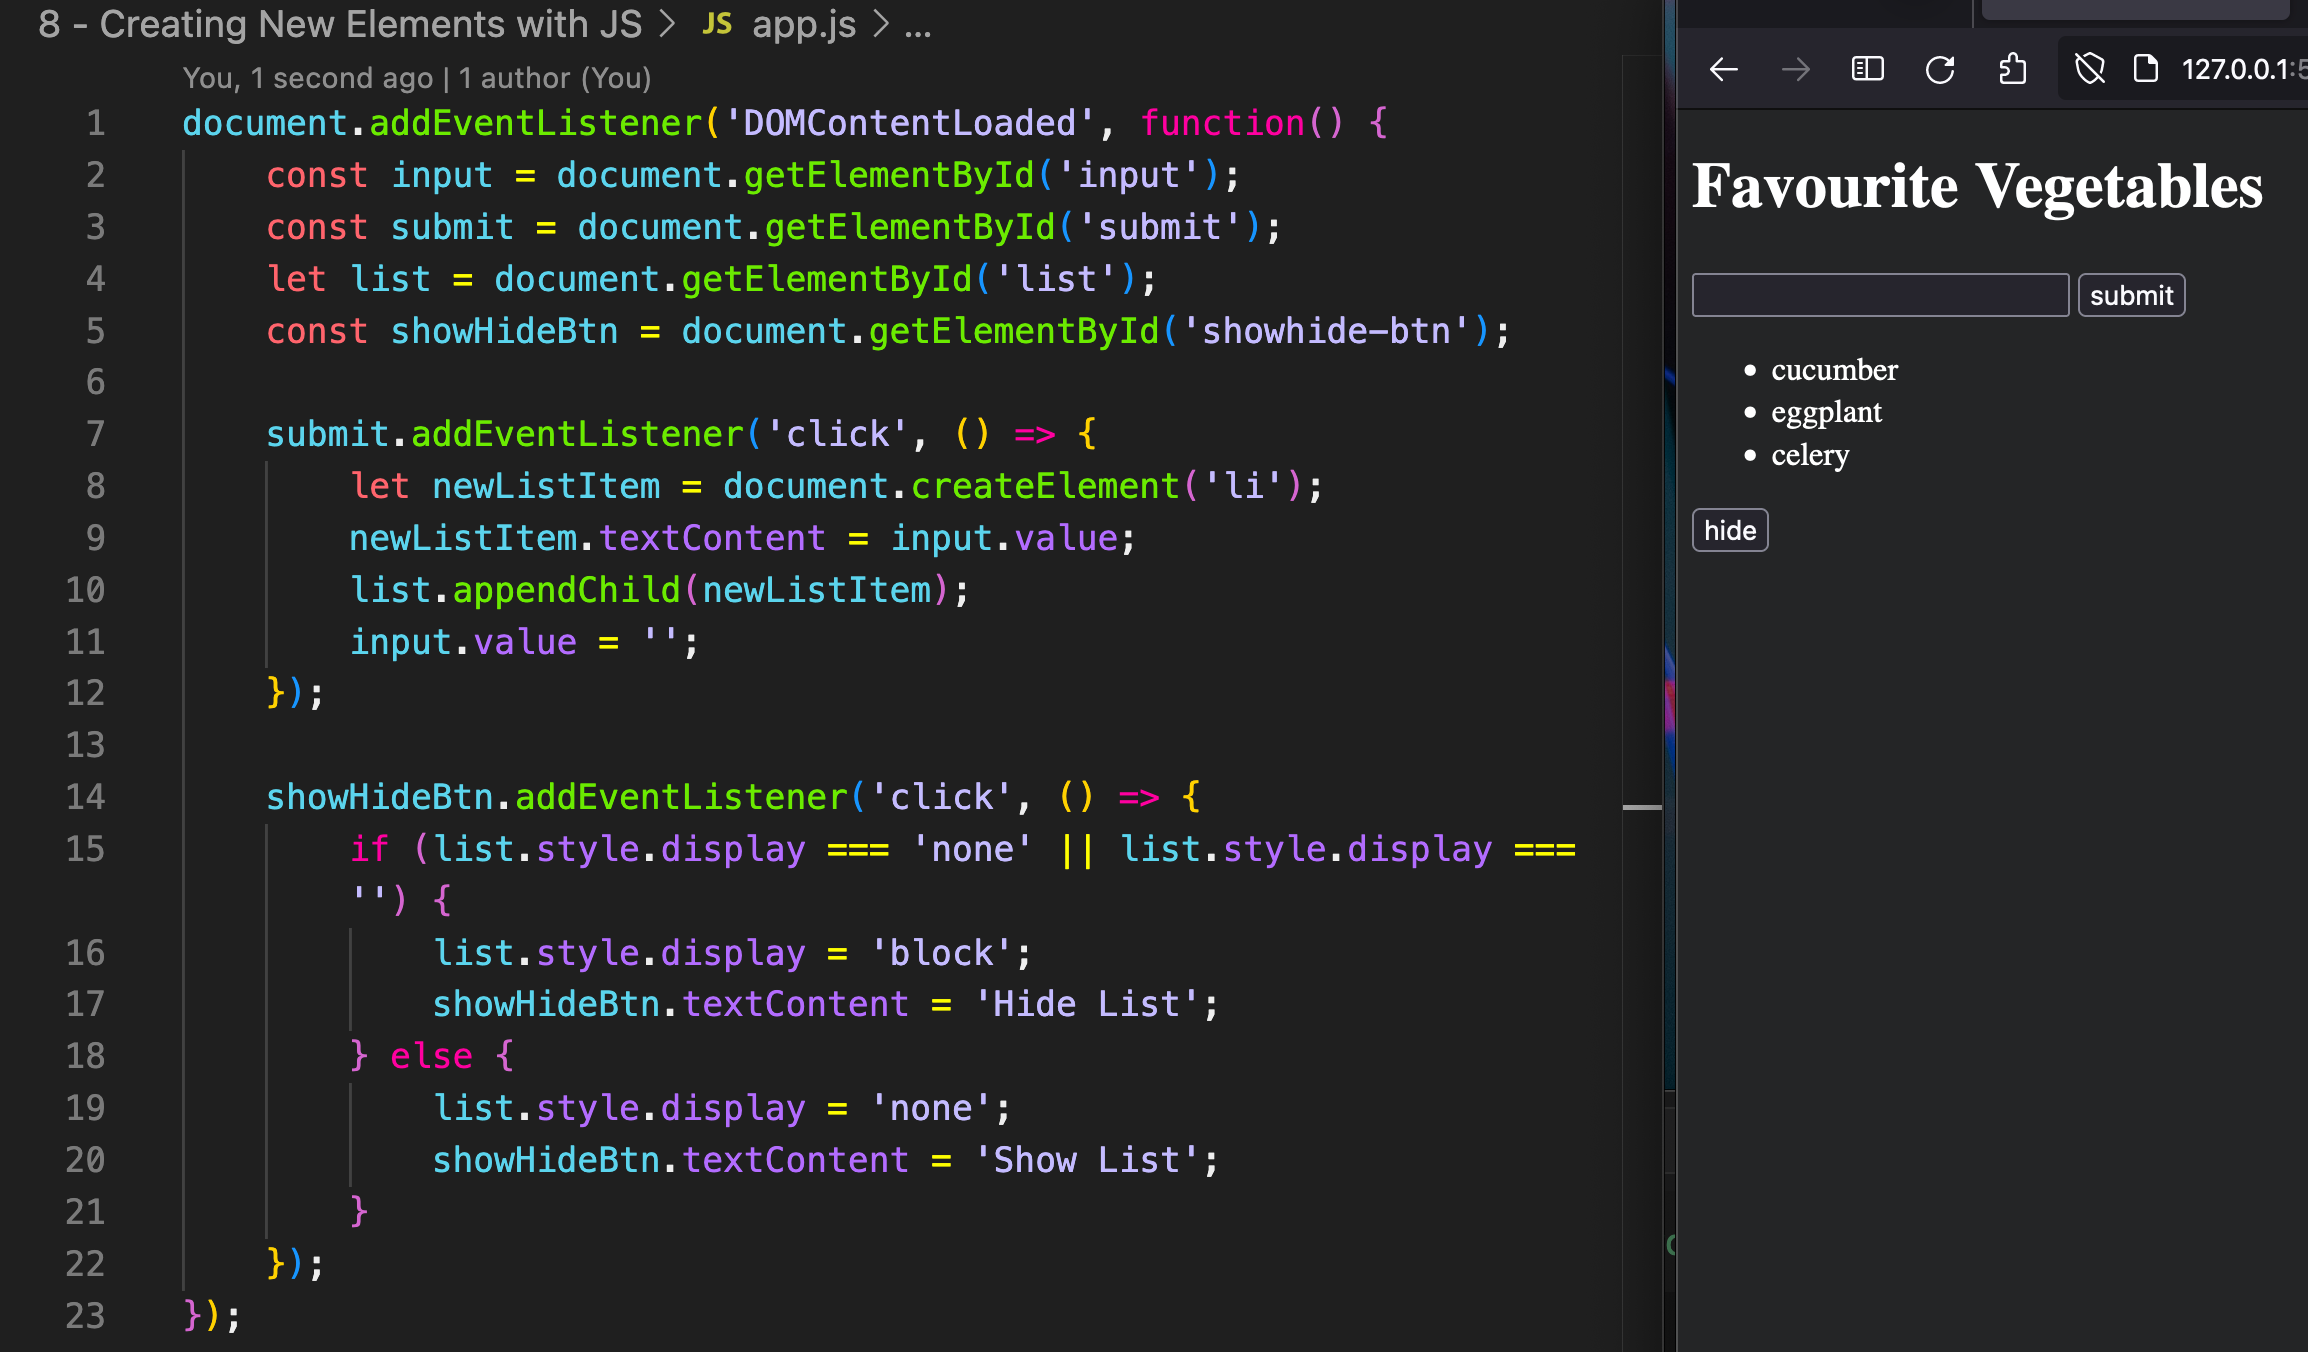 8 - Creating New Elements with JS > JS app.js > ...
You, 1 second ago | 1 author (You)
1 document.addEventListener('DOMContentLoaded', function() {
2 const input = document.getElementById('input');
3 const submit = document.getElementById('submit');
4 let list = document.getElementById('list');
5 const showHideBtn = document.getElementById('showhide-btn');
6
7 submit.addEventListener('click', () => {
8 let newListItem = document.createElement('li');
9 newListItem.textContent = input.value;
10 list.appendChild(newListItem);
11 input.value = '';
12 });
13
14 showHideBtn.addEventListener('click', () => {
15 if (list.style.display === 'none' || list.style.display ===
'') {
16 list.style.display = 'block';
17 showHideBtn.textContent = 'Hide List';
18 } else {
19 list.style.display = 'none';
20 showHideBtn.textContent = 'Show List';
21 }
22 });
23 });
127.0.0.1:5
Favourite Vegetables
submit
• cucumber
• eggplant
• celery
hide